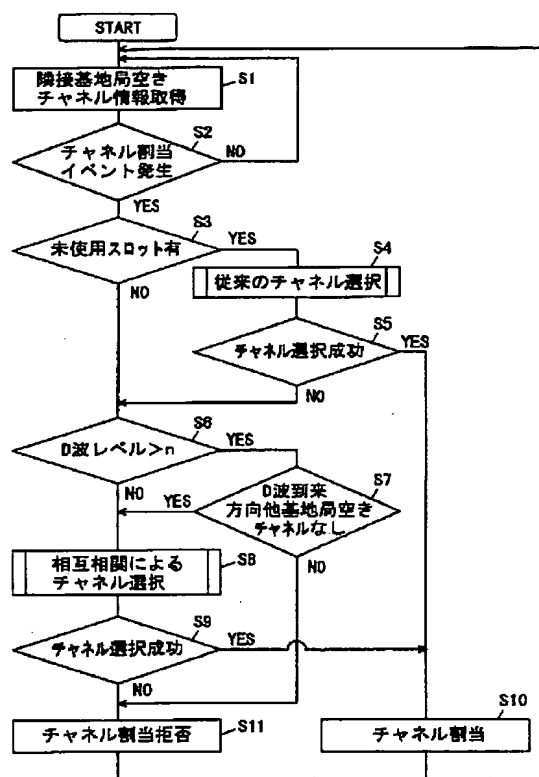 START
隣接基地局空き
チャネル情報取得
S1
S2
チャネル割当
イベント発生
NO
YES
S3
未使用スロット有
YES
NO
S4
従来のチャネル選択
S5
チャネル選択成功
YES
NO
S6
D波レベル>n
YES
NO
S7
D波到来
方向他基地局空き
チャネルなし
YES
NO
相互相関による
チャネル選択
S8
S9
チャネル選択成功
YES
NO
チャネル割当拒否
S11
S10
チャネル割当